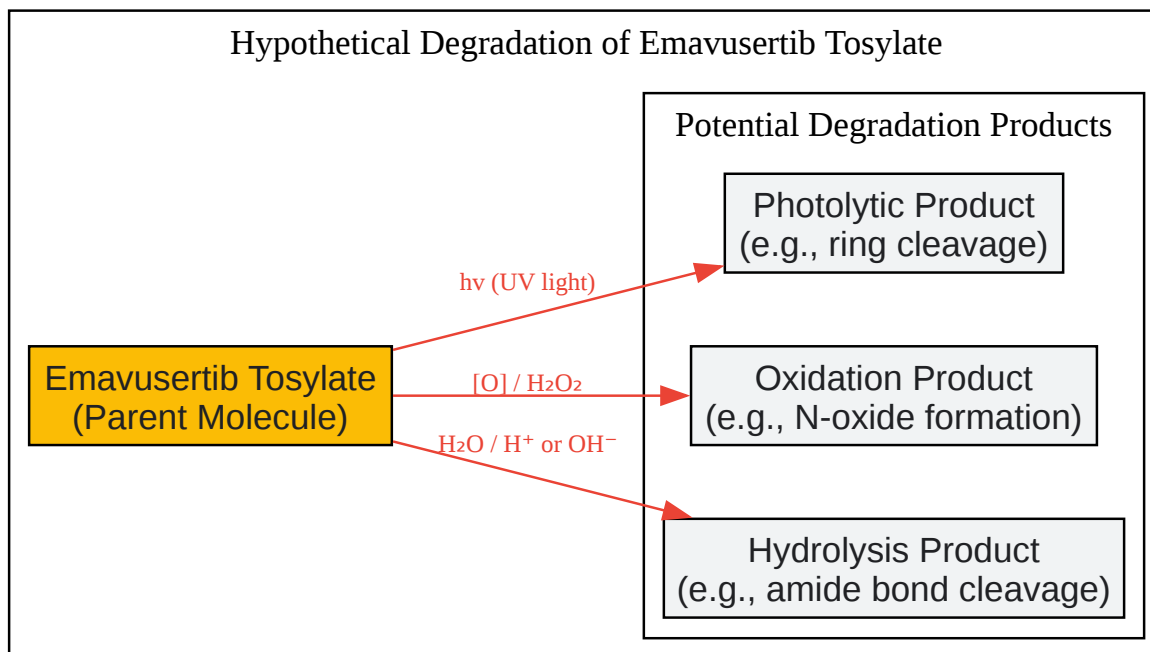 Hypothetical Degradation of Emavusertib Tosylate
Potential Degradation Products
Photolytic Product
(e.g., ring cleavage)
hv (UV light)
Emavusertib Tosylate
(Parent Molecule)
[O] / H₂O₂
Oxidation Product
(e.g., N-oxide formation)
H₂O / H⁺ or OH⁻
Hydrolysis Product
(e.g., amide bond cleavage)